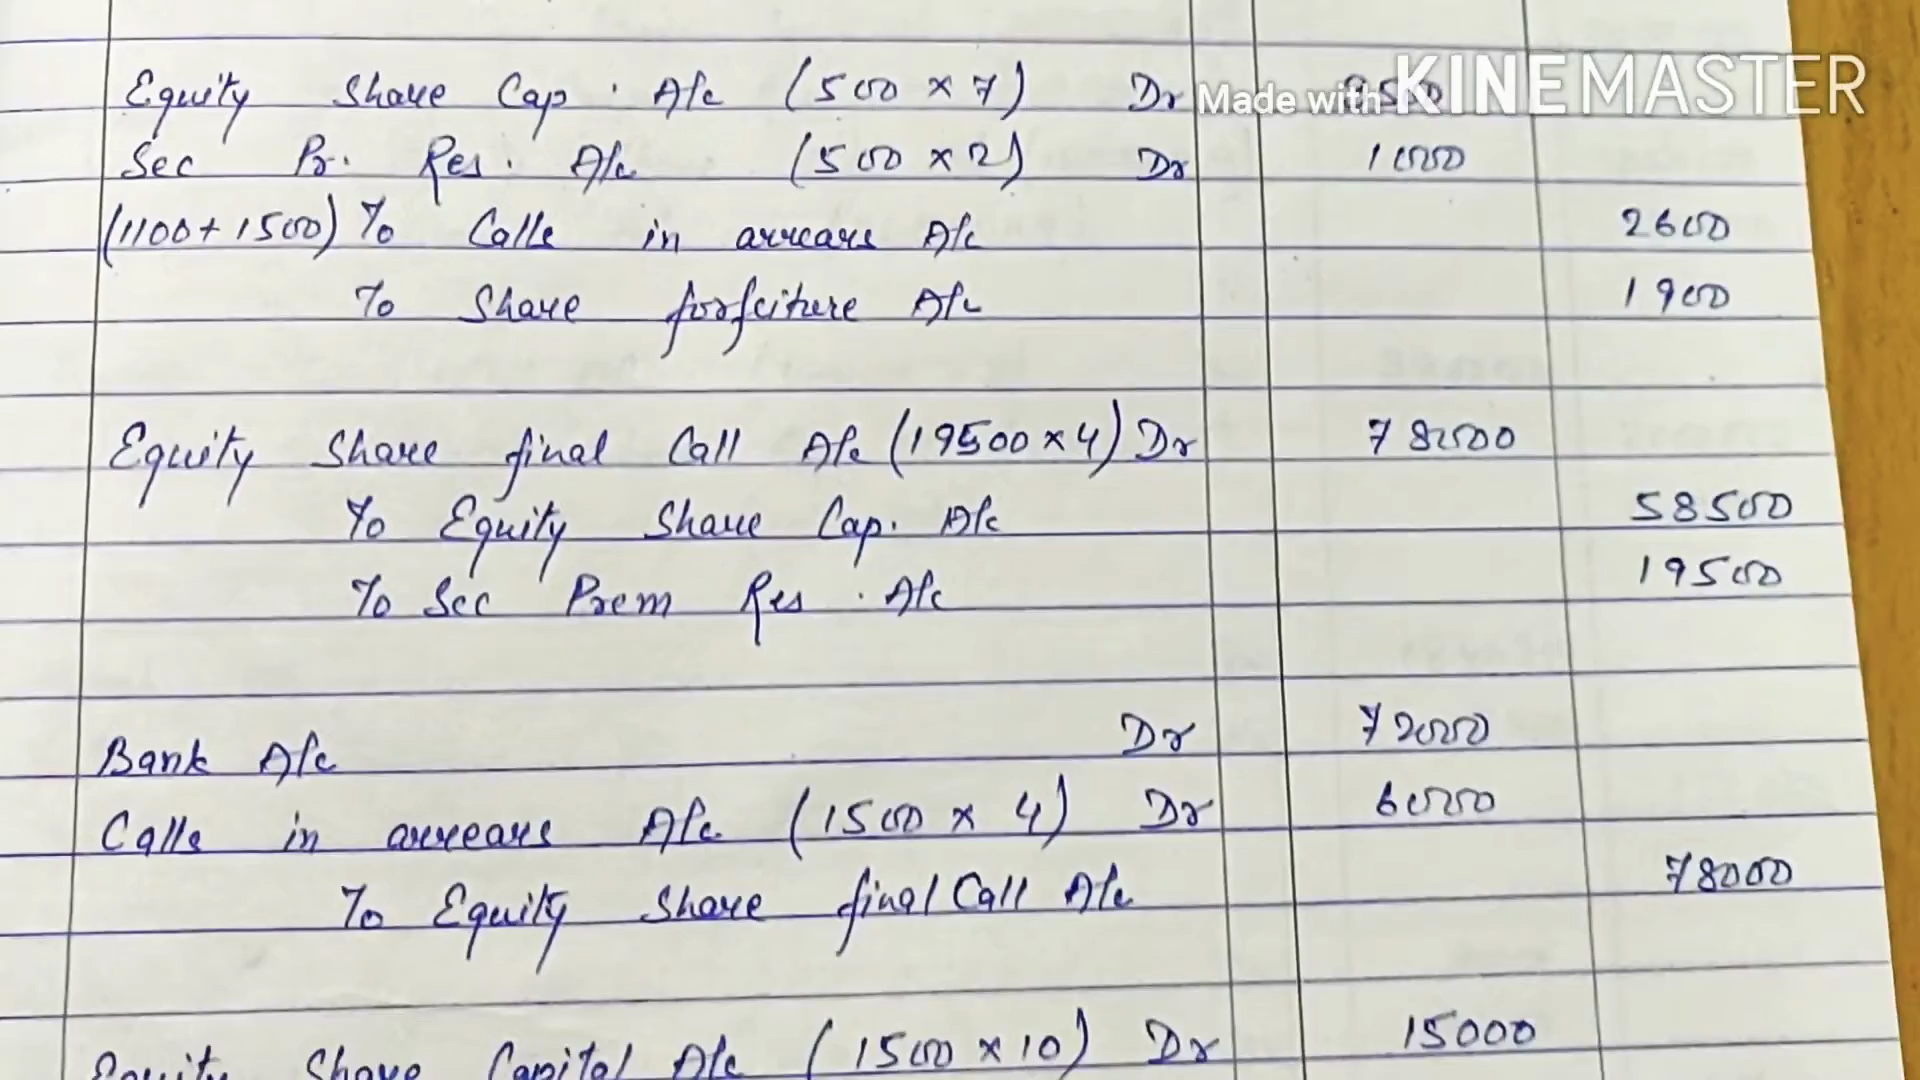 Equity Share Cap. A/c (500 × 7) Dr 3500
Made with KINEMASTER
Sec Pr. Res. A/c (500 × 2) Dr 1000
(1100 + 1500) To Calls in arrears A/c 2600
To Share forfeiture A/c 1900
Equity Share final Call A/c (19500 × 4) Dr 78000
To Equity Share Cap. A/c 58500
To Sec Prem Res. A/c 19500
Bank A/c Dr 72000
Calls in arrears A/c (1500 × 4) Dr 6000
To Equity Share final Call A/c 78000
Equity Share Capital A/c (1500 × 10) Dr 15000